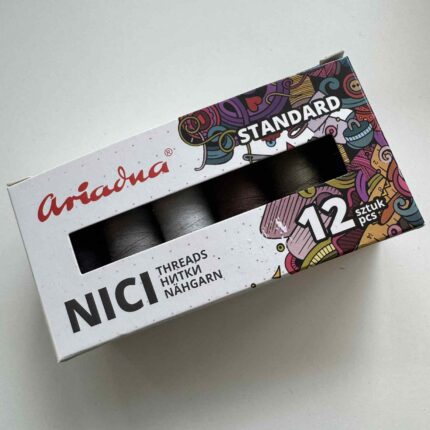 Ariadna®
STANDARD
NICI
THREADS
НИТКИ
NÄHGARN
12
sztuk
pcs